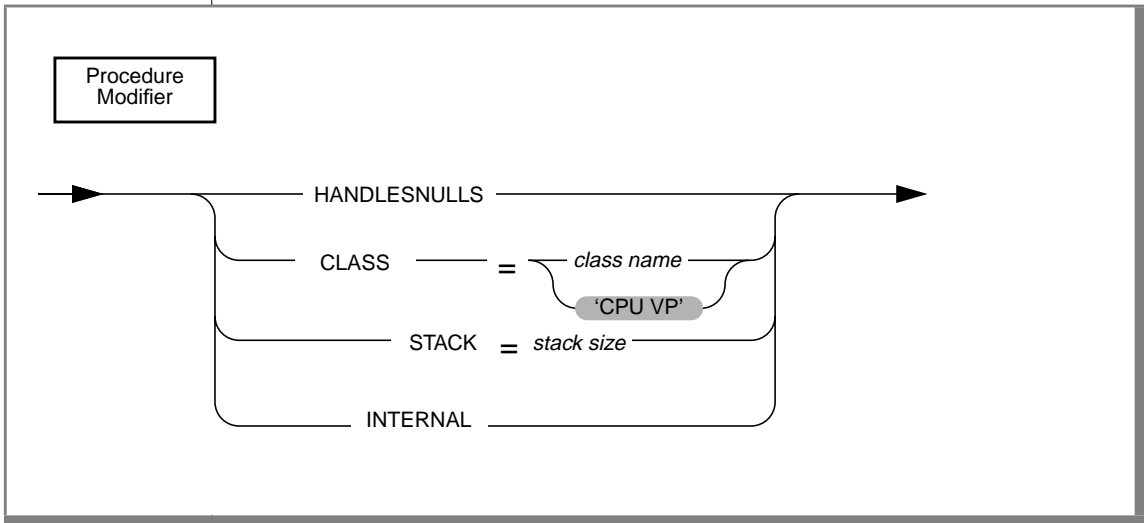 Procedure
Modifier
HANDLESNULLS
CLASS = class name
‘CPU VP’
STACK = stack size
INTERNAL